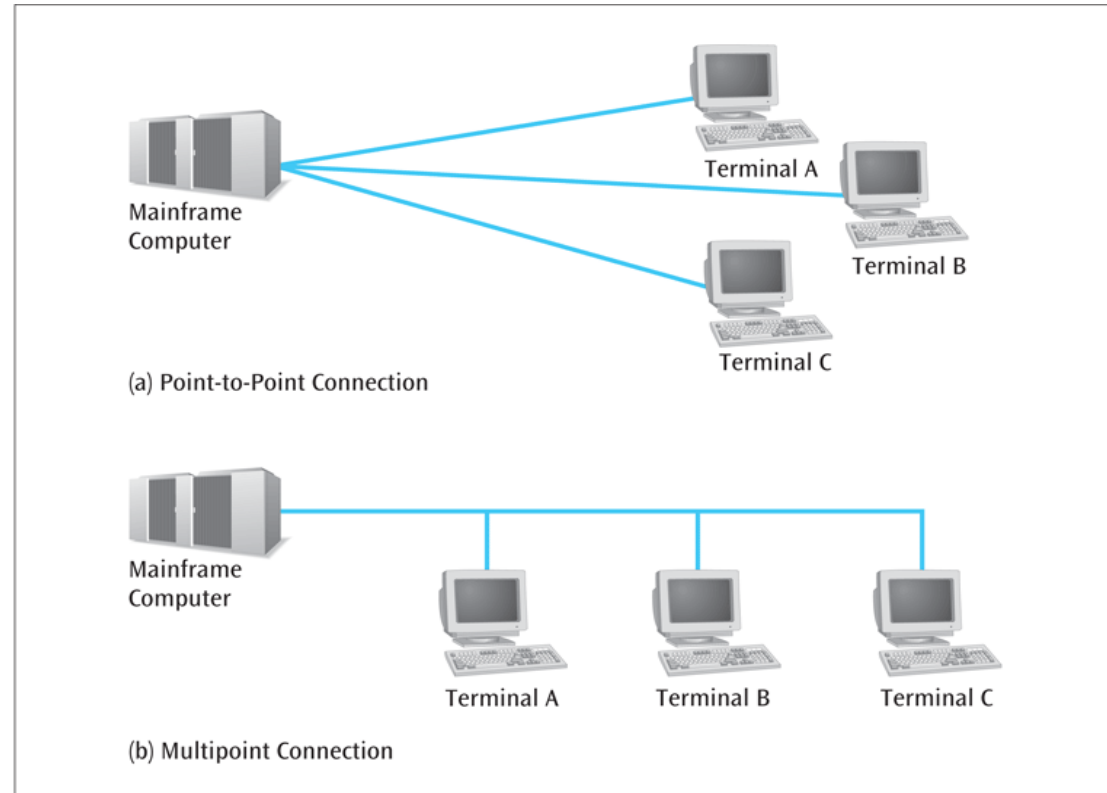 Terminal A
Mainframe
Computer
Terminal B
Terminal C
(a) Point-to-Point Connection
Mainframe
Computer
Terminal A
Terminal B
Terminal C
(b) Multipoint Connection